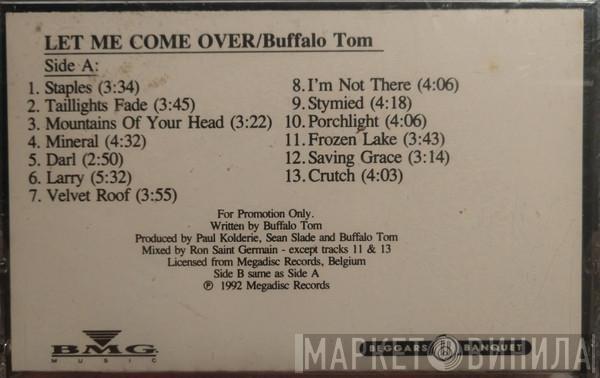 LET ME COME OVER/Buffalo Tom
Side A:
1. Staples (3:34)
2. Taillights Fade (3:45)
3. Mountains Of Your Head (3:22)
4. Mineral (4:32)
5. Darl (2:50)
6. Larry (5:32)
7. Velvet Roof (3:55)
8. I'm Not There (4:06)
9. Stymied (4:18)
10. Porchlight (4:06)
11. Frozen Lake (3:43)
12. Saving Grace (3:14)
13. Crutch (4:03)
For Promotion Only.
Written by Buffalo Tom
Produced by Paul Kolderie, Sean Slade and Buffalo Tom
Mixed by Ron Saint Germain - except tracks 11 & 13
Licensed from Megadisc Records, Belgium
Side B same as Side A
℗ 1992 Megadisc Records
BMG
MUSIC
BEGGARS BANQUET
МАРКЕТ ВИНИЛА